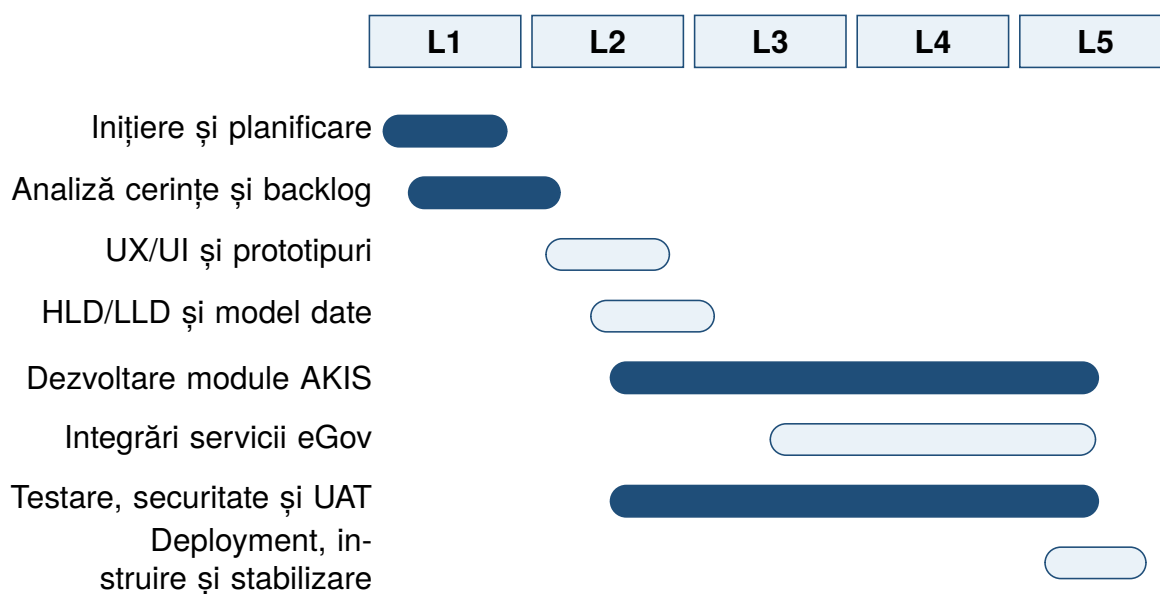 L1 L2 L3 L4 L5
Inițiere și planificare
Analiză cerințe și backlog
UX/UI și prototipuri
HLD/LLD și model date
Dezvoltare module AKIS
Integrări servicii eGov
Testare, securitate și UAT
Deployment, in-
struire și stabilizare